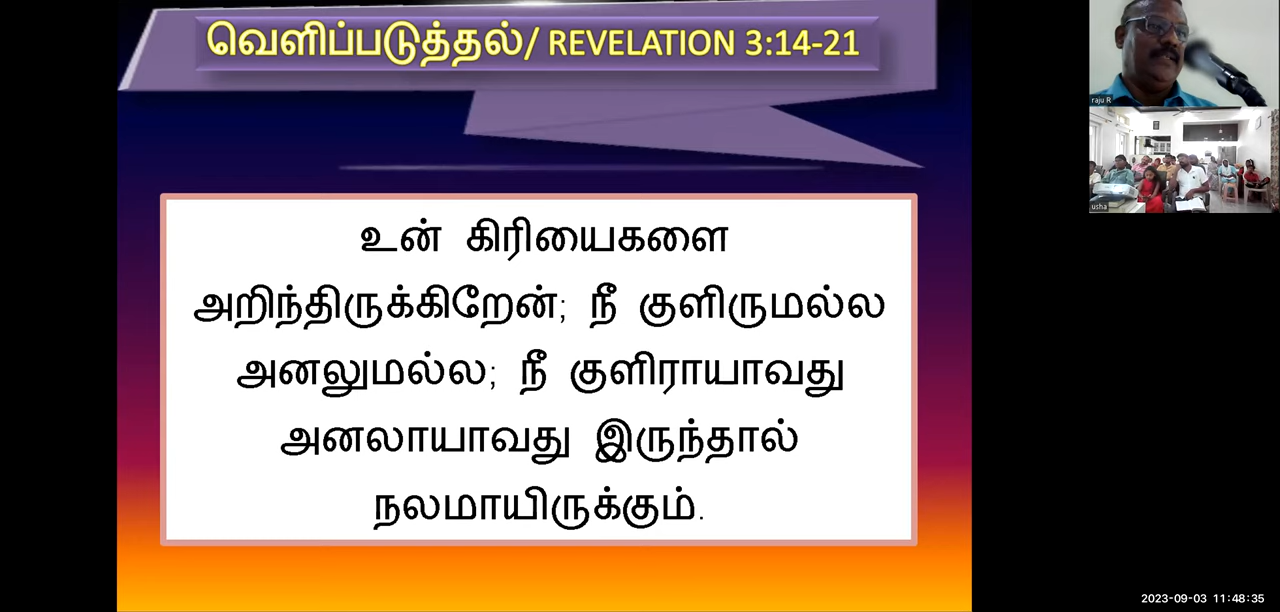 வெளிப்படுத்தல்/ REVELATION 3:14-21
உன் கிரியைகளை
அறிந்திருக்கிறேன்; நீ குளிருமல்ல
அனலுமல்ல; நீ குளிராயாவது
அனலாயாவது இருந்தால்
நலமாயிருக்கும்.
raju R
usha
2023-09-03 11:48:35